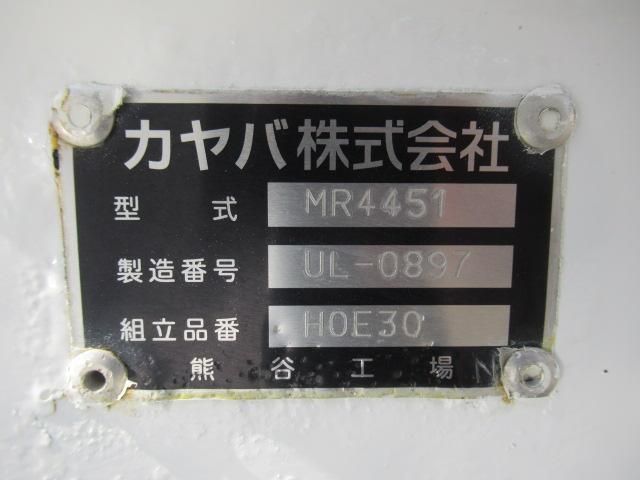 カヤバ株式会社
型 式 MR4451
製造番号 UL-0897
組立品番 H0E30
熊谷工場 N